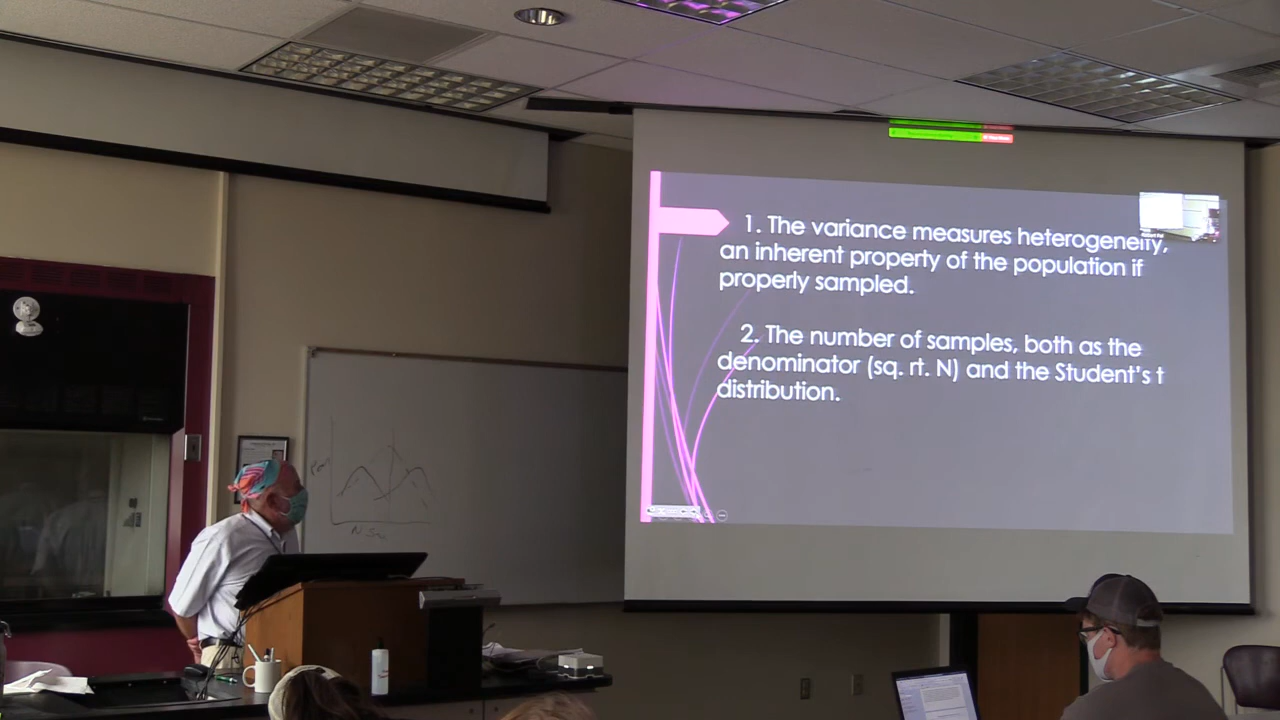 1. The variance measures heterogeneity,
an inherent property of the population if
properly sampled.
2. The number of samples, both as the
denominator (sq. rt. N) and the Student's t
distribution.